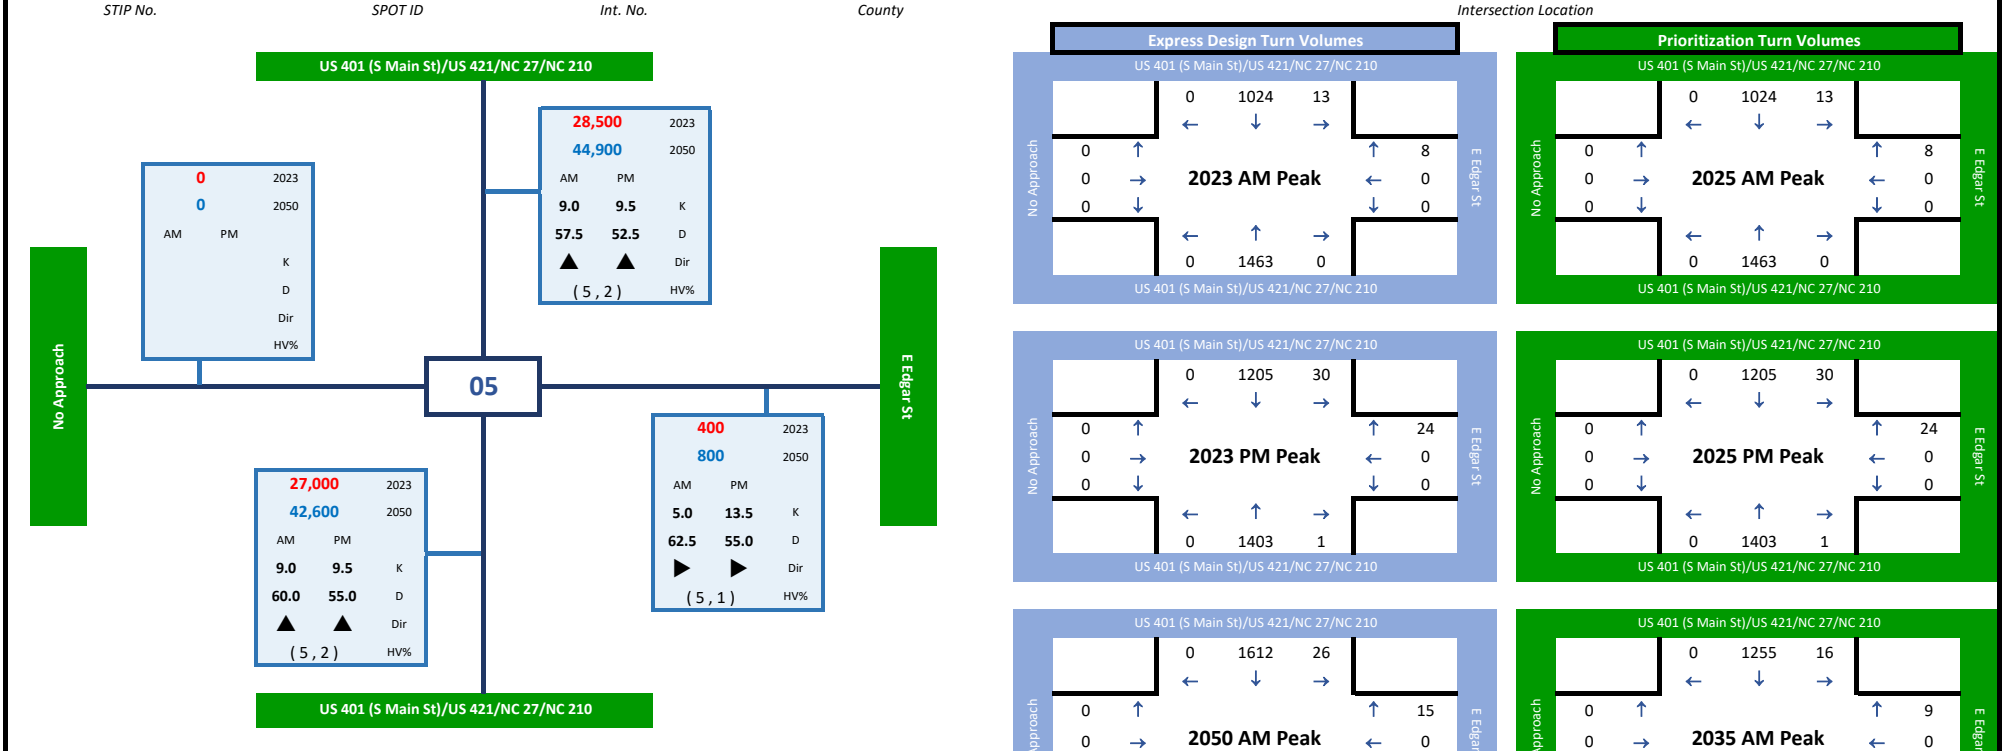 STIP No. SPOT ID Int. No. County Intersection Location
US 401 (S Main St)/US 421/NC 27/NC 210
28,500 2023
44,900 2050
AM PM
9.0 9.5 K
57.5 52.5 D
▲ ▲ Dir
( 5 , 2 ) HV%
0 2023
0 2050
AM PM
K
D
Dir
HV%
No Approach
05
E Edgar St
400 2023
800 2050
AM PM
5.0 13.5 K
62.5 55.0 D
▶ ▶ Dir
( 5 , 1 ) HV%
27,000 2023
42,600 2050
AM PM
9.0 9.5 K
60.0 55.0 D
▲ ▲ Dir
( 5 , 2 ) HV%
US 401 (S Main St)/US 421/NC 27/NC 210
Express Design Turn Volumes
US 401 (S Main St)/US 421/NC 27/NC 210
0 1024 13
← ↓ →
0 ↑ ↑ 8
0 → 2023 AM Peak ← 0
0 ↓ ↓ 0
← ↑ →
0 1463 0
No Approach
E Edgar St
US 401 (S Main St)/US 421/NC 27/NC 210
US 401 (S Main St)/US 421/NC 27/NC 210
0 1205 30
← ↓ →
0 ↑ ↑ 24
0 → 2023 PM Peak ← 0
0 ↓ ↓ 0
← ↑ →
0 1403 1
No Approach
E Edgar St
US 401 (S Main St)/US 421/NC 27/NC 210
US 401 (S Main St)/US 421/NC 27/NC 210
0 1612 26
← ↓ →
0 ↑ ↑ 15
0 → 2050 AM Peak ← 0
pproach
E Edgar
Prioritization Turn Volumes
US 401 (S Main St)/US 421/NC 27/NC 210
0 1024 13
← ↓ →
0 ↑ ↑ 8
0 → 2025 AM Peak ← 0
0 ↓ ↓ 0
← ↑ →
0 1463 0
No Approach
E Edgar St
US 401 (S Main St)/US 421/NC 27/NC 210
US 401 (S Main St)/US 421/NC 27/NC 210
0 1205 30
← ↓ →
0 ↑ ↑ 24
0 → 2025 PM Peak ← 0
0 ↓ ↓ 0
← ↑ →
0 1403 1
No Approach
E Edgar St
US 401 (S Main St)/US 421/NC 27/NC 210
US 401 (S Main St)/US 421/NC 27/NC 210
0 1255 16
← ↓ →
0 ↑ ↑ 9
0 → 2035 AM Peak ← 0
pproach
E Edgar